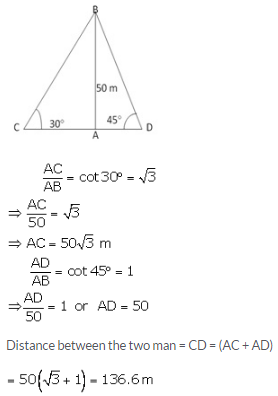 B
50 m
C 30° A 45° D
AC/AB = cot 30° = √3
⇒ AC/50 = √3
⇒ AC = 50√3 m
AD/AB = cot 45° = 1
⇒ AD/50 = 1 or AD = 50
Distance between the two man = CD = (AC + AD)
= 50(√3 + 1) = 136.6 m